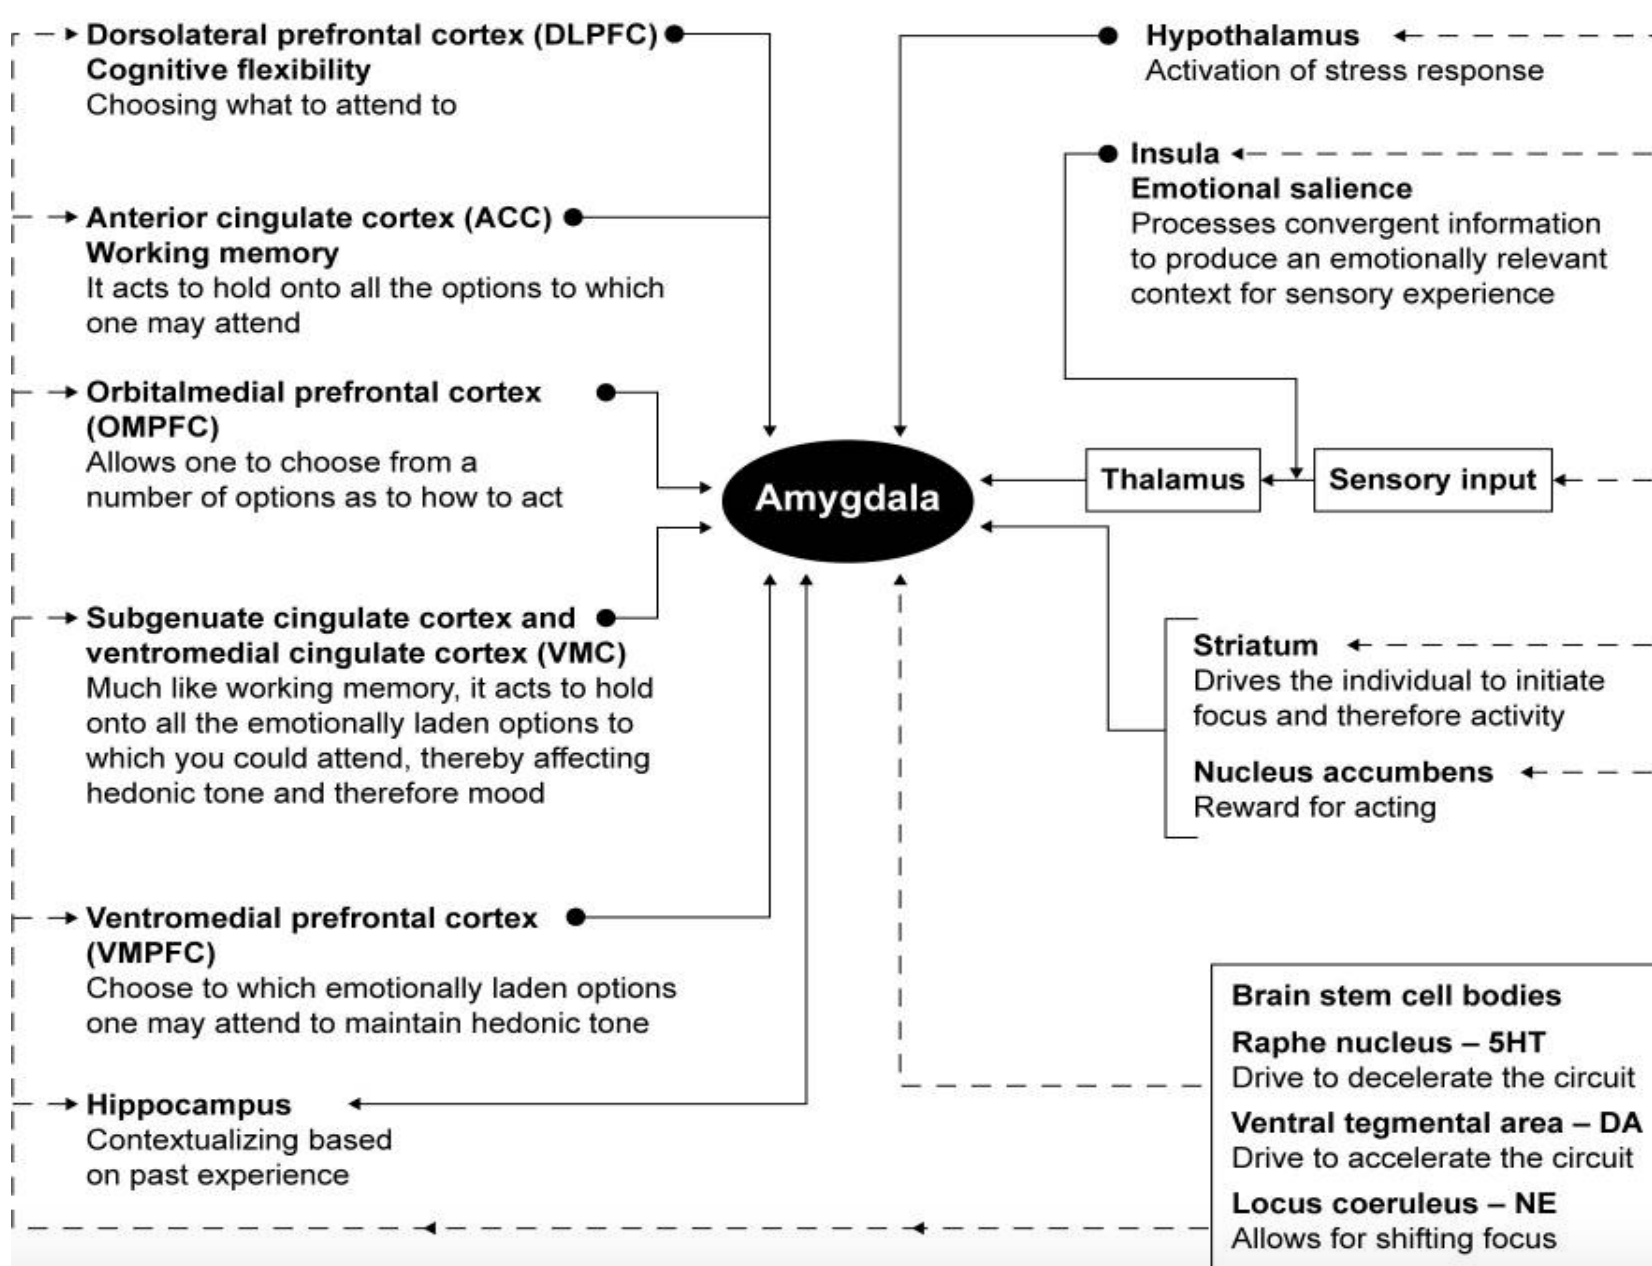 Dorsolateral prefrontal cortex (DLPFC)
Cognitive flexibility
Choosing what to attend to
Anterior cingulate cortex (ACC)
Working memory
It acts to hold onto all the options to which
one may attend
Orbitalmedial prefrontal cortex
(OMPFC)
Allows one to choose from a
number of options as to how to act
Subgenuate cingulate cortex and
ventromedial cingulate cortex (VMC)
Much like working memory, it acts to hold
onto all the emotionally laden options to
which you could attend, thereby affecting
hedonic tone and therefore mood
Ventromedial prefrontal cortex
(VMPFC)
Choose to which emotionally laden options
one may attend to maintain hedonic tone
Hippocampus
Contextualizing based
on past experience
Amygdala
Hypothalamus
Activation of stress response
Insula
Emotional salience
Processes convergent information
to produce an emotionally relevant
context for sensory experience
Thalamus
Sensory input
Striatum
Drives the individual to initiate
focus and therefore activity
Nucleus accumbens
Reward for acting
Brain stem cell bodies
Raphe nucleus – 5HT
Drive to decelerate the circuit
Ventral tegmental area – DA
Drive to accelerate the circuit
Locus coeruleus – NE
Allows for shifting focus